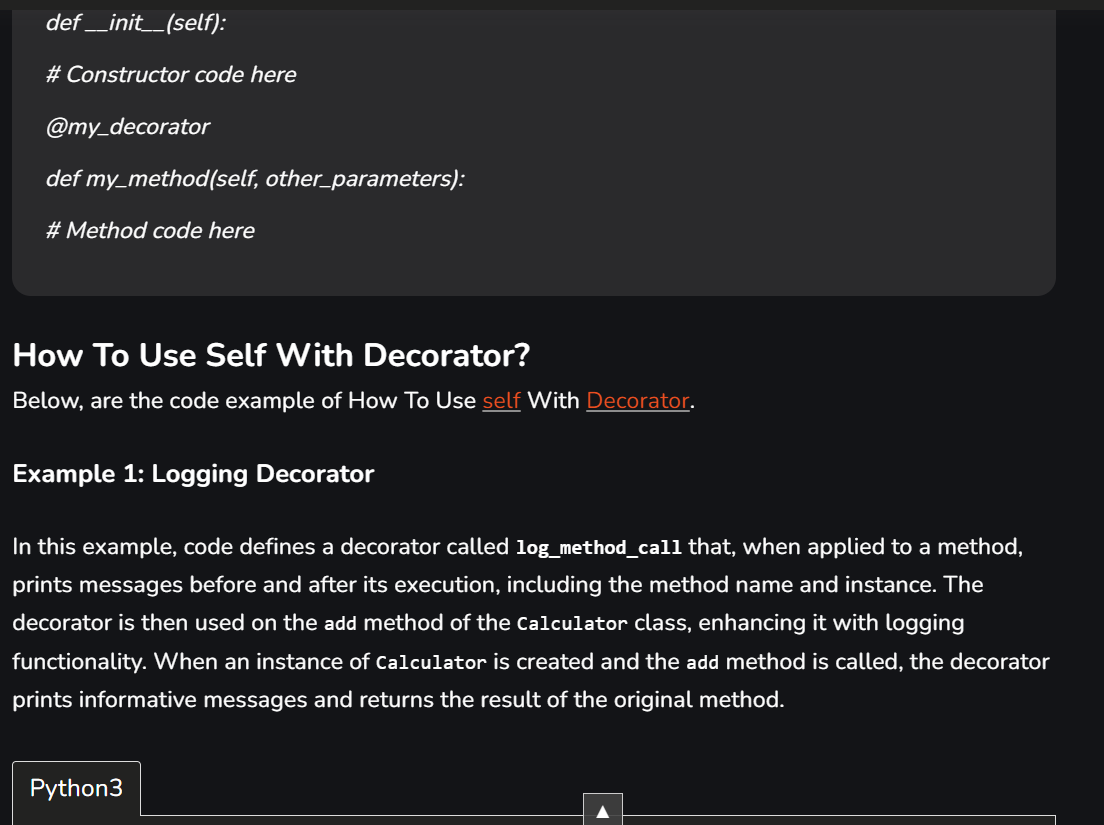 def __init__(self):
# Constructor code here
@my_decorator
def my_method(self, other_parameters):
# Method code here
How To Use Self With Decorator?
Below, are the code example of How To Use self With Decorator.
Example 1: Logging Decorator
In this example, code defines a decorator called log_method_call that, when applied to a method,
prints messages before and after its execution, including the method name and instance. The
decorator is then used on the add method of the Calculator class, enhancing it with logging
functionality. When an instance of Calculator is created and the add method is called, the decorator
prints informative messages and returns the result of the original method.
Python3
▲